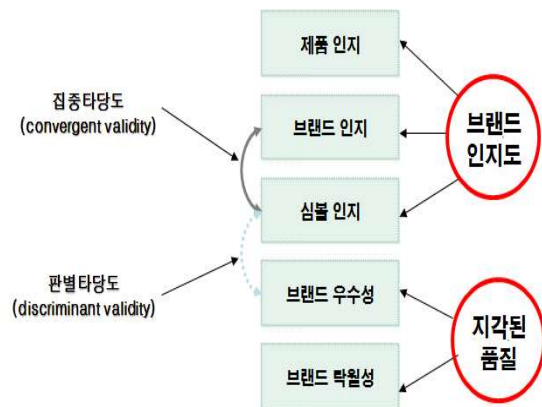 제품 인지
집중타당도
(convergent validity)
브랜드 인지
브랜드
인지도
심볼 인지
판별타당도
(discriminant validity)
브랜드 우수성
지각된
품질
브랜드 탁월성